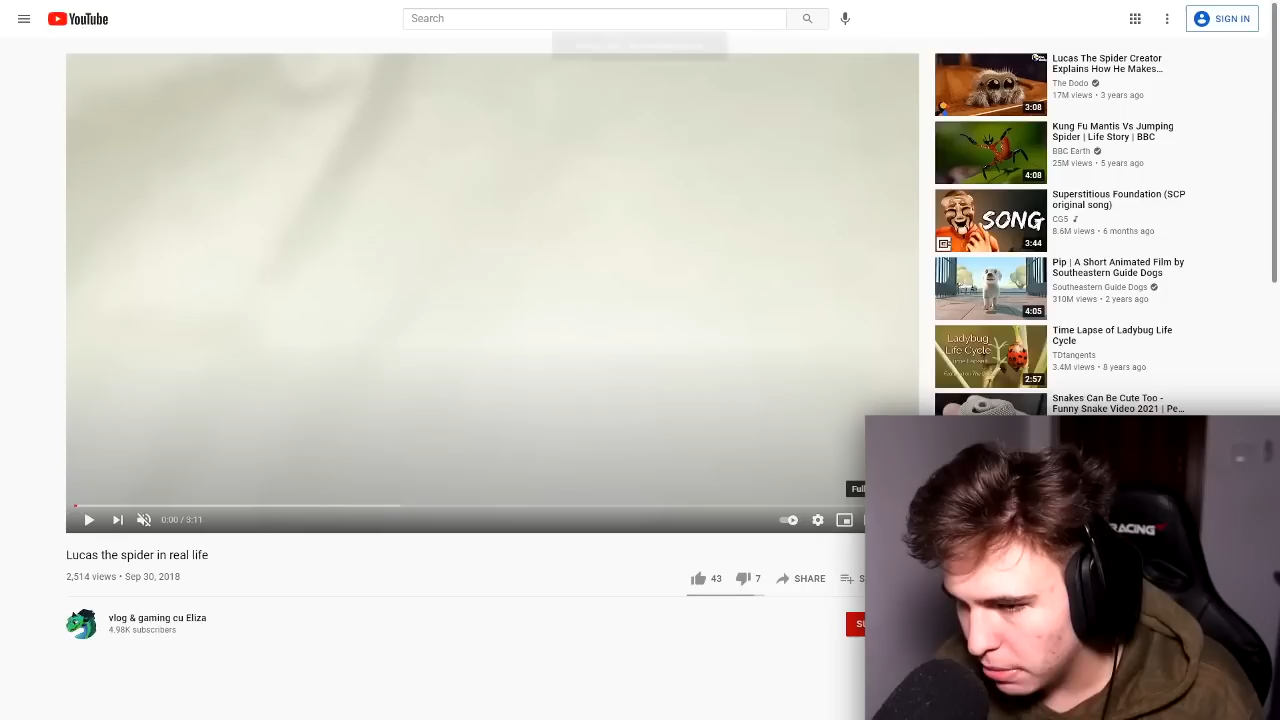 YouTube
Search
SIGN IN
Lucas The Spider Creator
Explains How He Makes...
The Dodo
17M views • 3 years ago
3:08
Kung Fu Mantis Vs Jumping
Spider | Life Story | BBC
BBC Earth
25M views • 5 years ago
4:08
Superstitious Foundation (SCP
original song)
CG5
8.6M views • 6 months ago
SONG
3:44
Pip | A Short Animated Film by
Southeastern Guide Dogs
Southeastern Guide Dogs
310M views • 2 years ago
4:05
Time Lapse of Ladybug Life
Cycle
TDtangents
3.4M views • 8 years ago
Ladybug
Life Cycle
2:57
Snakes Can Be Cute Too -
Funny Snake Video 2021 | Pe...
0:00 / 3:11
Lucas the spider in real life
2,514 views • Sep 30, 2018
43
7
SHARE
vlog & gaming cu Eliza
4.98K subscribers
RACING